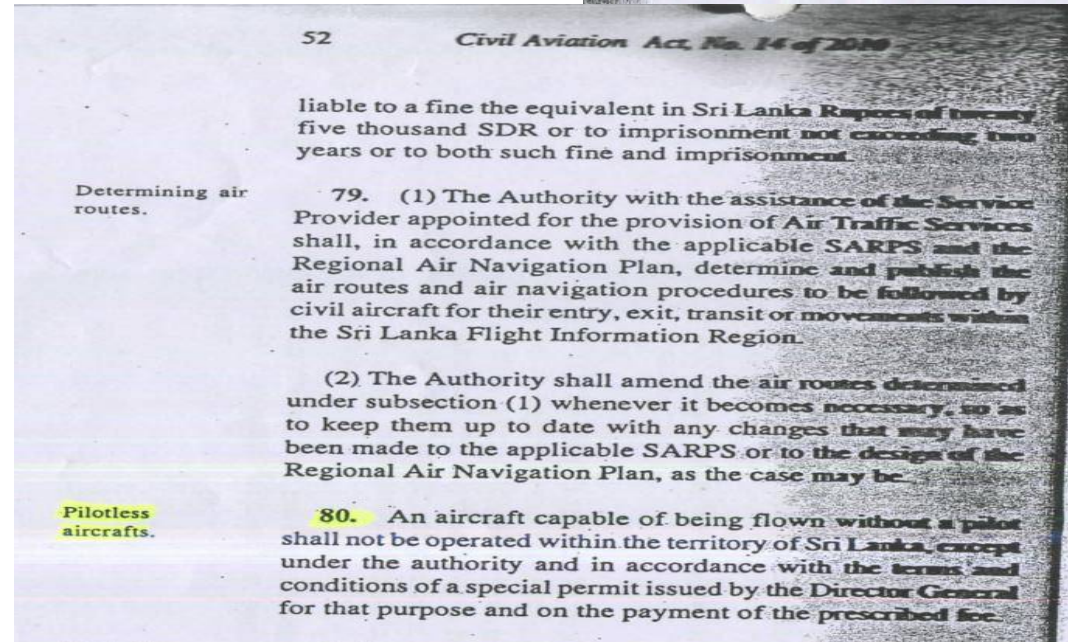 52 Civil Aviation Act, No. 14 of 2010
liable to a fine the equivalent in Sri Lanka Rupees of twenty
five thousand SDR or to imprisonment not exceeding two
years or to both such fine and imprisonment.
Determining air
routes.
79. (1) The Authority with the assistance of the Service
Provider appointed for the provision of Air Traffic Services
shall, in accordance with the applicable SARPS and the
Regional Air Navigation Plan, determine and publish the
air routes and air navigation procedures to be followed by
civil aircraft for their entry, exit, transit or movements within
the Sri Lanka Flight Information Region.
(2) The Authority shall amend the air routes determined
under subsection (1) whenever it becomes necessary, so as
to keep them up to date with any changes that may have
been made to the applicable SARPS or to the design of the
Regional Air Navigation Plan, as the case may be.
Pilotless
aircrafts.
80. An aircraft capable of being flown without a pilot
shall not be operated within the territory of Sri Lanka, except
under the authority and in accordance with the terms and
conditions of a special permit issued by the Director General
for that purpose and on the payment of the prescribed fee.